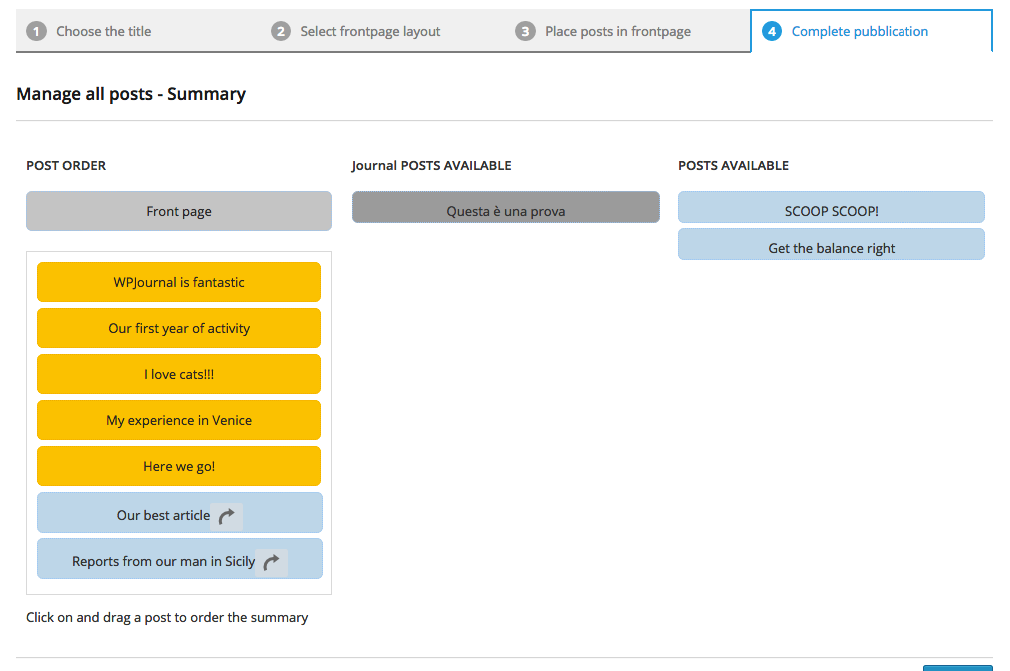 1 Choose the title
2 Select frontpage layout
3 Place posts in frontpage
4 Complete pubblication
Manage all posts - Summary
POST ORDER
Front page
WPJournal is fantastic
Our first year of activity
I love cats!!!
My experience in Venice
Here we go!
Our best article
Reports from our man in Sicily
Click on and drag a post to order the summary
Journal POSTS AVAILABLE
Questa è una prova
POSTS AVAILABLE
SCOOP SCOOP!
Get the balance right